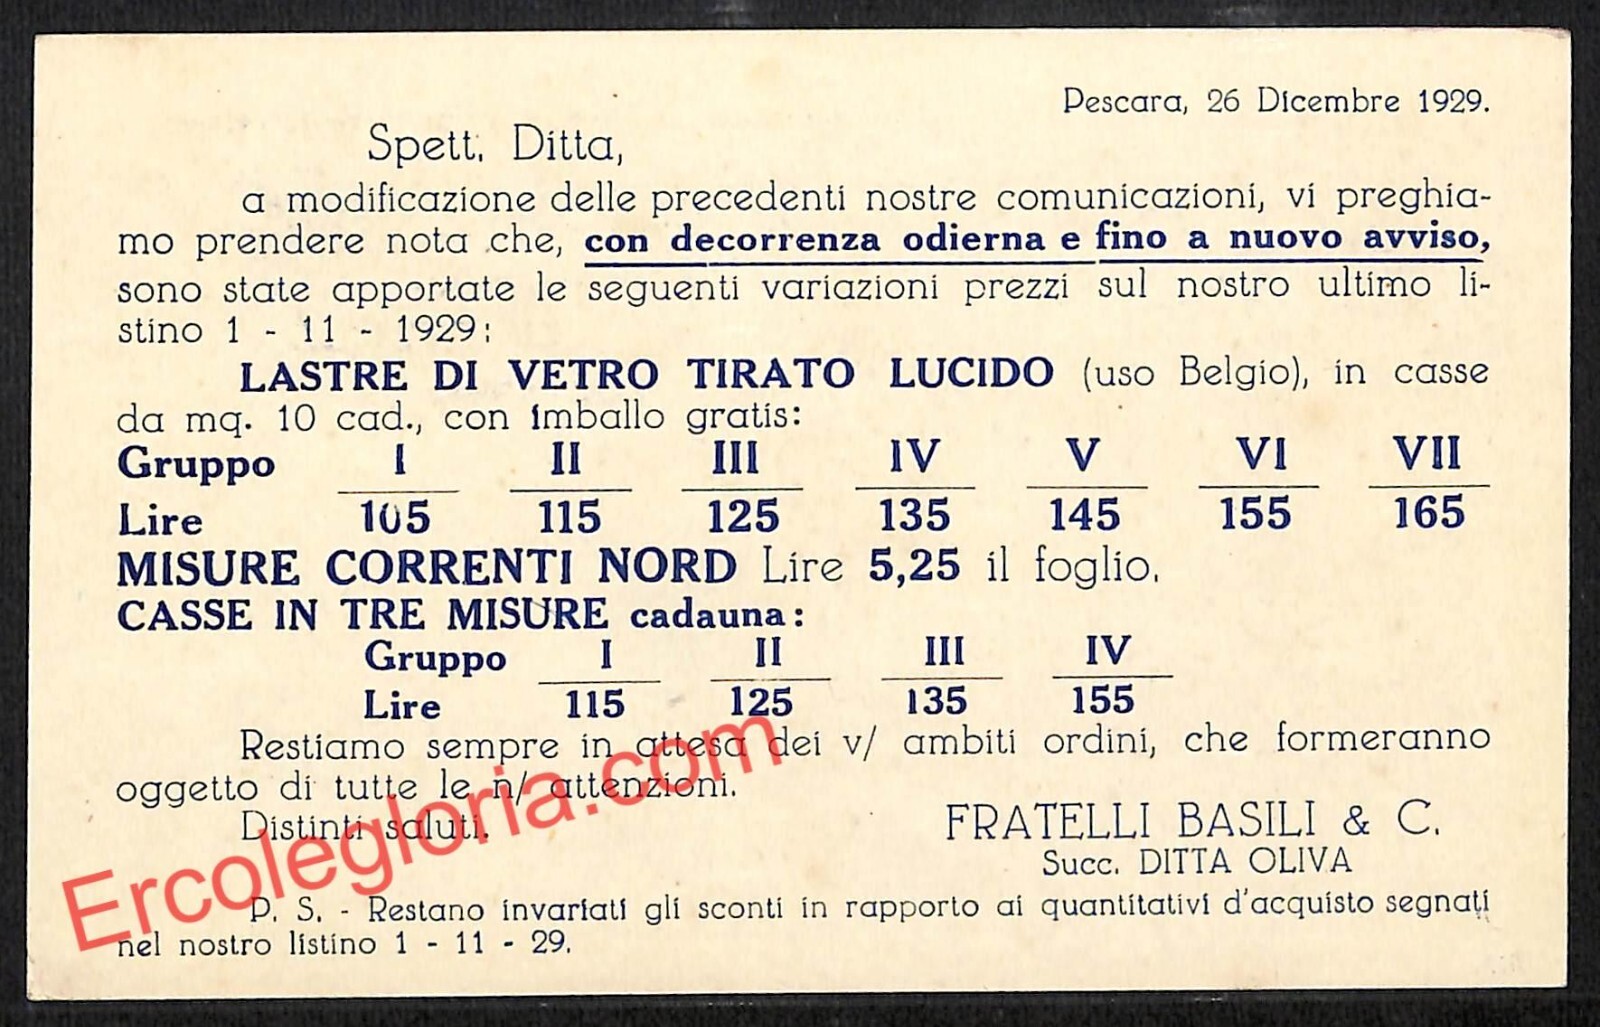 Pescara, 26 Dicembre 1929.
Spett. Ditta,
a modificazione delle precedenti nostre comunicazioni, vi preghia-
mo prendere nota che, con decorrenza odierna e fino a nuovo avviso,
sono state apportate le seguenti variazioni prezzi sul nostro ultimo li-
stino 1 - 11 - 1929:
LASTRE DI VETRO TIRATO LUCIDO (uso Belgio), in casse
da mq. 10 cad., con imballo gratis:
Gruppo I II III IV V VI VII
Lire 105 115 125 135 145 155 165
MISURE CORRENTI NORD Lire 5,25 il foglio.
CASSE IN TRE MISURE cadauna:
Gruppo I II III IV
Lire 115 125 135 155
Restiamo sempre in attesa dei v/ ambiti ordini, che formeranno
oggetto di tutte le n/ attenzioni.
Distinti saluti.
FRATELLI BASILI & C.
Succ. DITTA OLIVA
P. S. - Restano invariati gli sconti in rapporto ai quantitativi d'acquisto segnati
nel nostro listino 1 - 11 - 29.
Ercolegloria.com